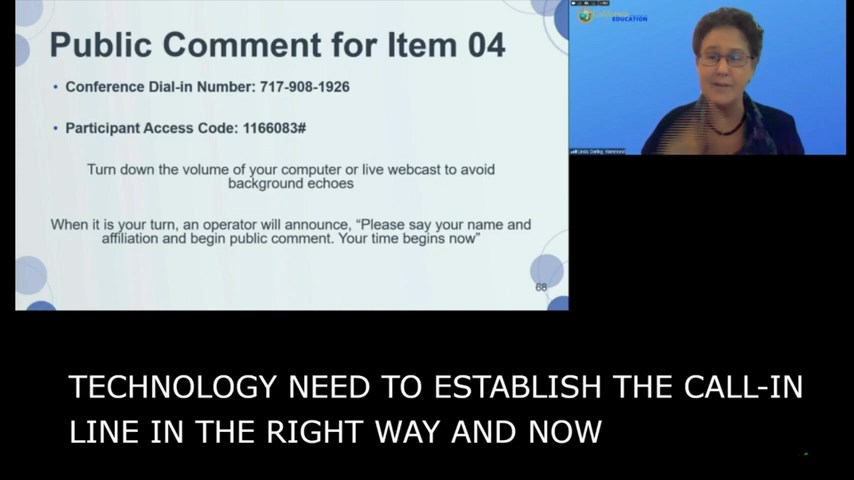 Public Comment for Item 04
• Conference Dial-in Number: 717-908-1926
• Participant Access Code: 1166083#
Turn down the volume of your computer or live webcast to avoid
background echoes
When it is your turn, an operator will announce, “Please say your name and
affiliation and begin public comment. Your time begins now”
68
EDUCATION
Linda Darling-Hammond
TECHNOLOGY NEED TO ESTABLISH THE CALL-IN
LINE IN THE RIGHT WAY AND NOW